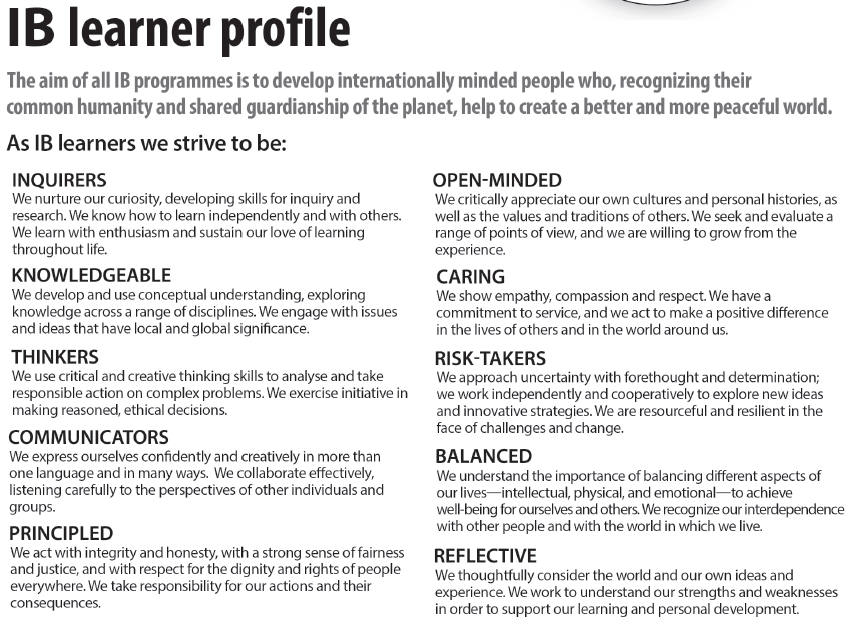 IB learner profile
The aim of all IB programmes is to develop internationally minded people who, recognizing their
common humanity and shared guardianship of the planet, help to create a better and more peaceful world.
As IB learners we strive to be:
INQUIRERS
We nurture our curiosity, developing skills for inquiry and
research. We know how to learn independently and with others.
We learn with enthusiasm and sustain our love of learning
throughout life.
KNOWLEDGEABLE
We develop and use conceptual understanding, exploring
knowledge across a range of disciplines. We engage with issues
and ideas that have local and global significance.
THINKERS
We use critical and creative thinking skills to analyse and take
responsible action on complex problems. We exercise initiative in
making reasoned, ethical decisions.
COMMUNICATORS
We express ourselves confidently and creatively in more than
one language and in many ways. We collaborate effectively,
listening carefully to the perspectives of other individuals and
groups.
PRINCIPLED
We act with integrity and honesty, with a strong sense of fairness
and justice, and with respect for the dignity and rights of people
everywhere. We take responsibility for our actions and their
consequences.
OPEN-MINDED
We critically appreciate our own cultures and personal histories, as
well as the values and traditions of others. We seek and evaluate a
range of points of view, and we are willing to grow from the
experience.
CARING
We show empathy, compassion and respect. We have a
commitment to service, and we act to make a positive difference
in the lives of others and in the world around us.
RISK-TAKERS
We approach uncertainty with forethought and determination;
we work independently and cooperatively to explore new ideas
and innovative strategies. We are resourceful and resilient in the
face of challenges and change.
BALANCED
We understand the importance of balancing different aspects of
our lives—intellectual, physical, and emotional—to achieve
well-being for ourselves and others. We recognize our interdependence
with other people and with the world in which we live.
REFLECTIVE
We thoughtfully consider the world and our own ideas and
experience. We work to understand our strengths and weaknesses
in order to support our learning and personal development.